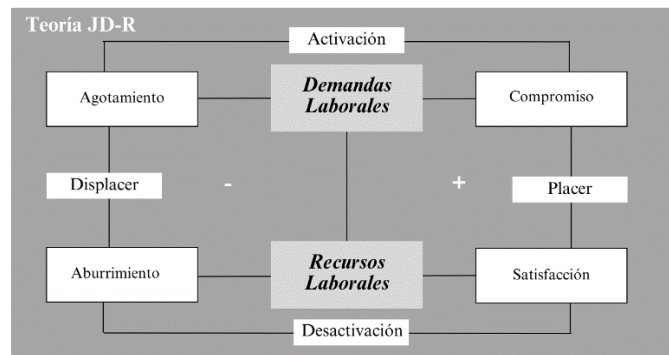 Teoría JD-R
Activación
Agotamiento
Demandas
Laborales
Compromiso
Displacer
-
+
Placer
Aburrimiento
Recursos
Laborales
Satisfacción
Desactivación